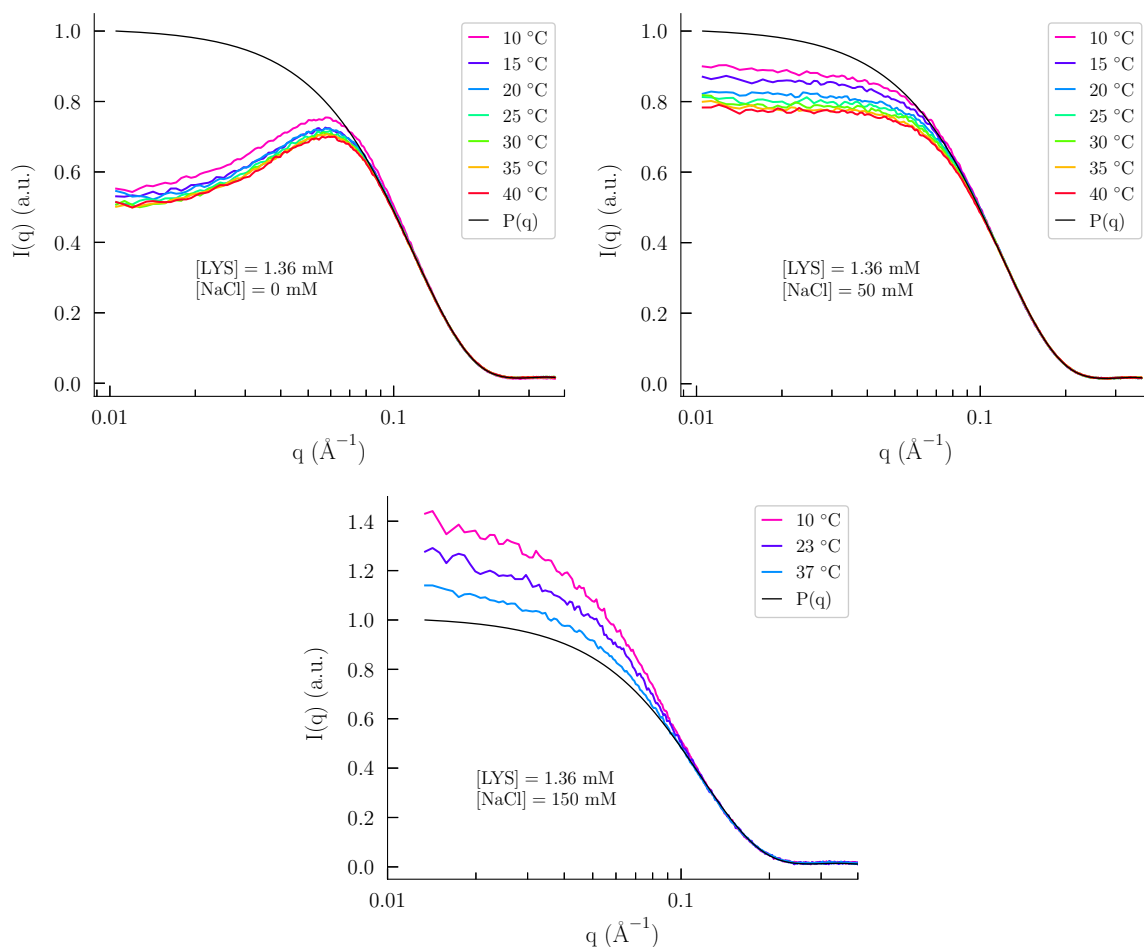 1.0
0.8
0.6
0.4
0.2
0.0
I(q) (a.u.)
10 °C
15 °C
20 °C
25 °C
30 °C
35 °C
40 °C
P(q)
[LYS] = 1.36 mM
[NaCl] = 0 mM
0.01
0.1
q (Å⁻¹)
1.0
0.8
0.6
0.4
0.2
0.0
I(q) (a.u.)
10 °C
15 °C
20 °C
25 °C
30 °C
35 °C
40 °C
P(q)
[LYS] = 1.36 mM
[NaCl] = 50 mM
0.01
0.1
q (Å⁻¹)
1.4
1.2
1.0
0.8
0.6
0.4
0.2
0.0
I(q) (a.u.)
10 °C
23 °C
37 °C
P(q)
[LYS] = 1.36 mM
[NaCl] = 150 mM
0.01
0.1
q (Å⁻¹)